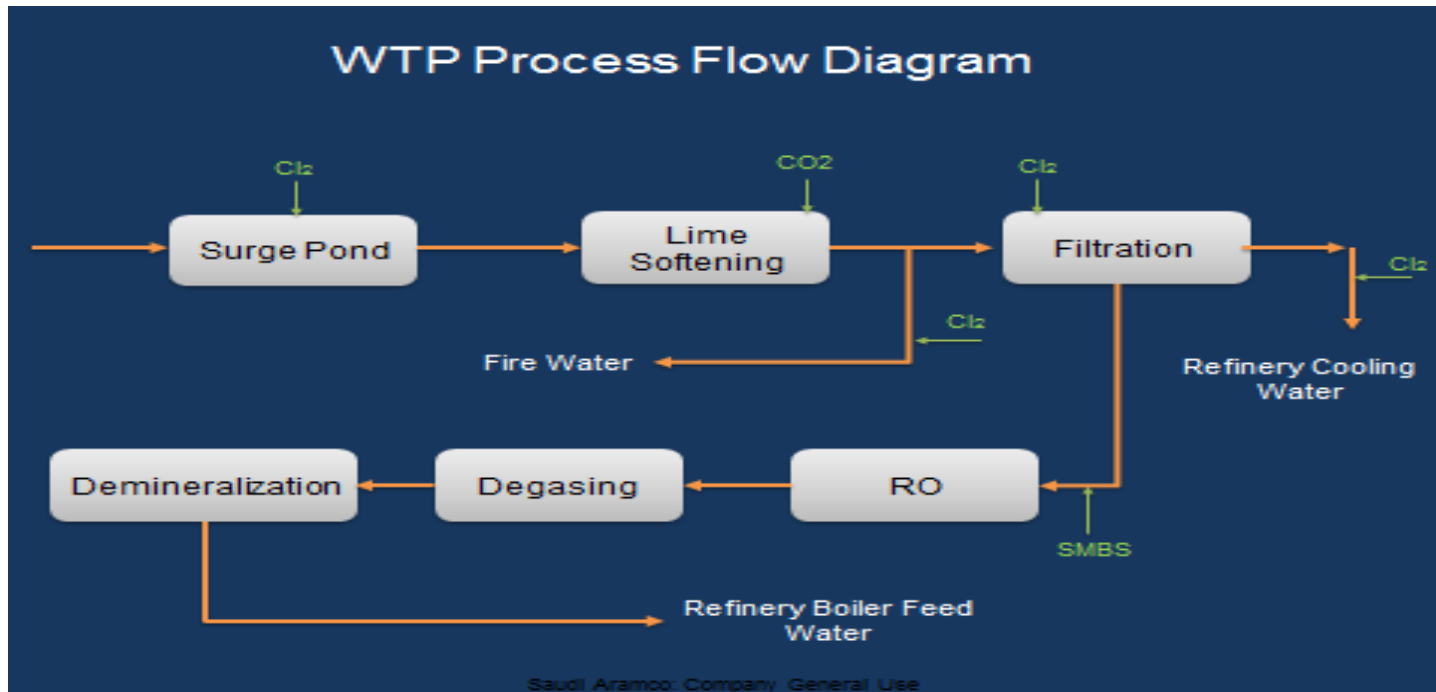 WTP Process Flow Diagram
Cl₂
CO2
Cl₂
Surge Pond
Lime
Softening
Filtration
Cl₂
Cl₂
Fire Water
Refinery Cooling
Water
Demineralization
Degasing
RO
SMBS
Refinery Boiler Feed
Water
Saudi Aramco: Company General Use